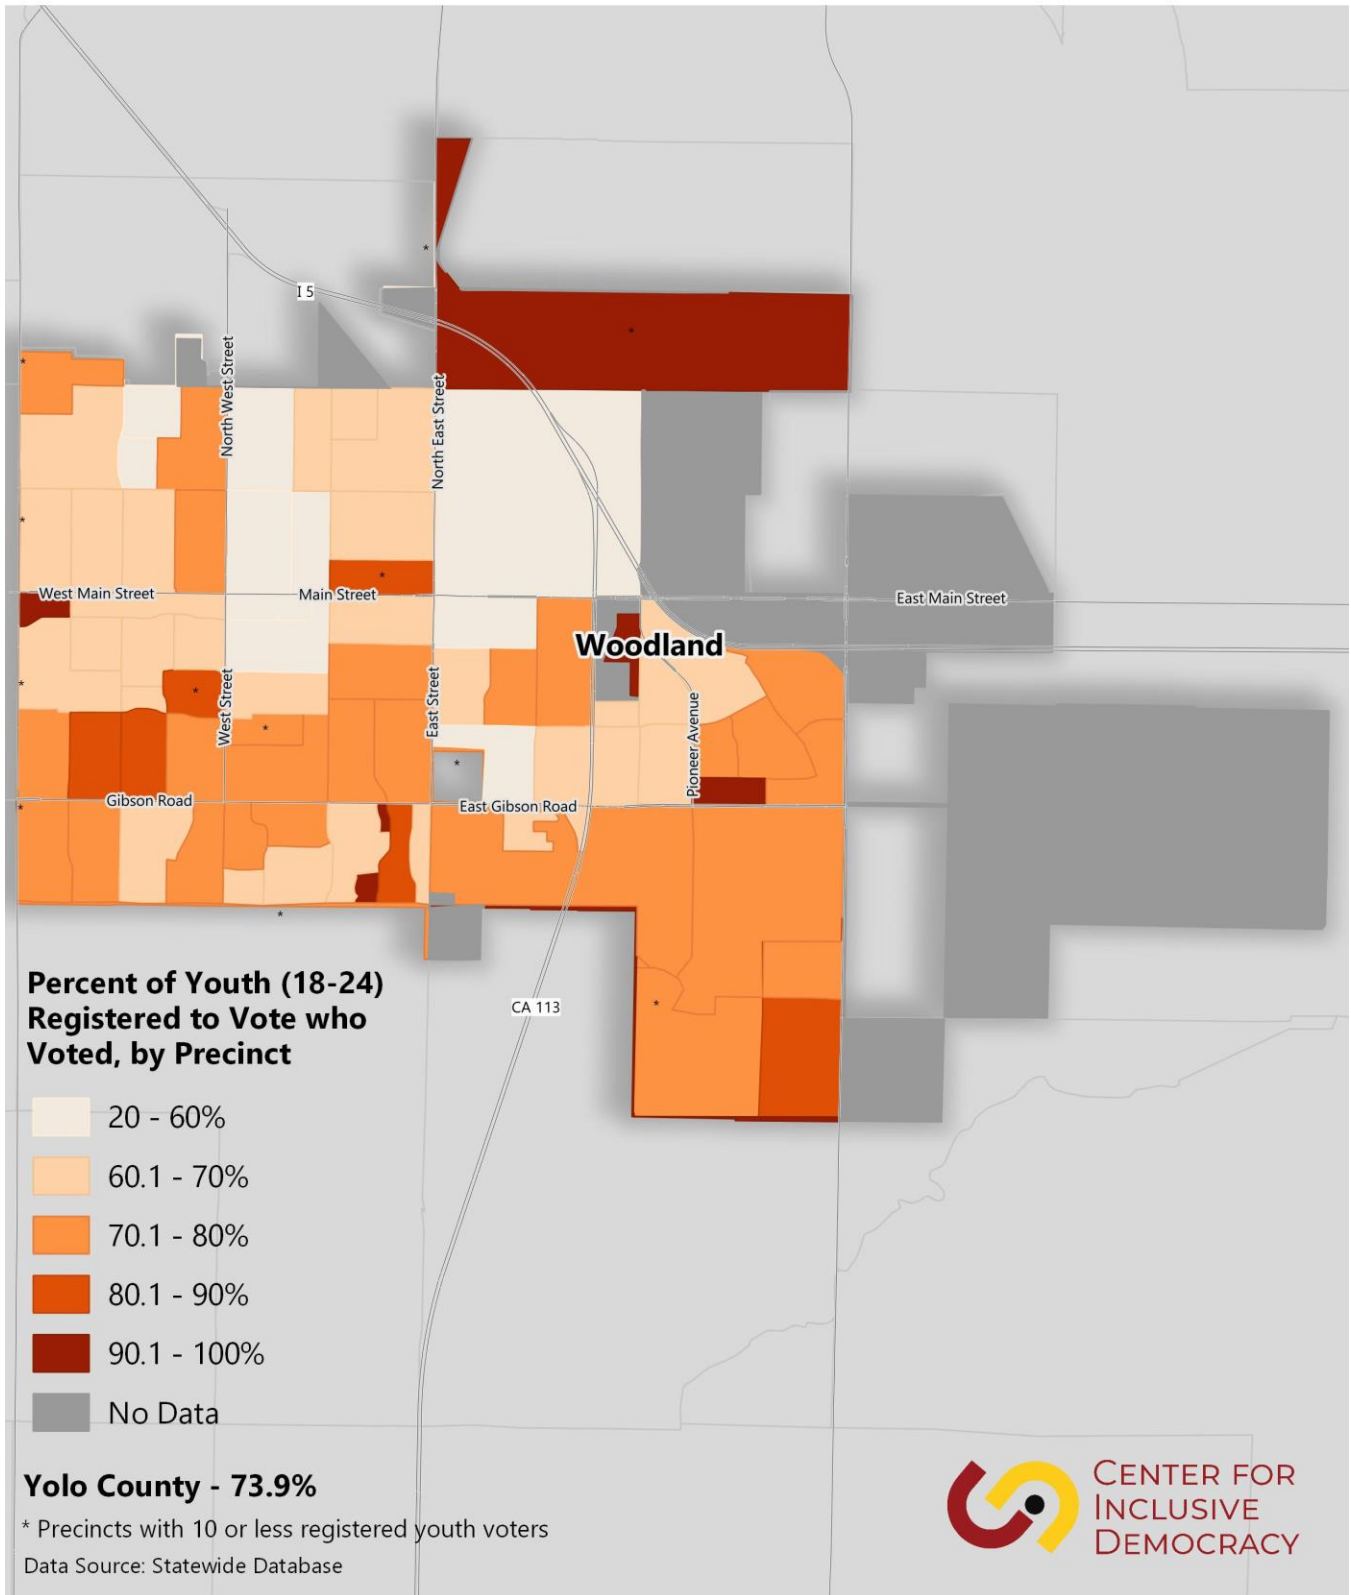 I 5
North West Street
North East Street
West Main Street
Main Street
East Main Street
Woodland
West Street
East Street
Pioneer Avenue
Gibson Road
East Gibson Road
CA 113
*
*
*
*
*
*
*
*
*
*
*
*
Percent of Youth (18-24)
Registered to Vote who
Voted, by Precinct
20 - 60%
60.1 - 70%
70.1 - 80%
80.1 - 90%
90.1 - 100%
No Data
Yolo County - 73.9%
* Precincts with 10 or less registered youth voters
Data Source: Statewide Database
CENTER FOR
INCLUSIVE
DEMOCRACY